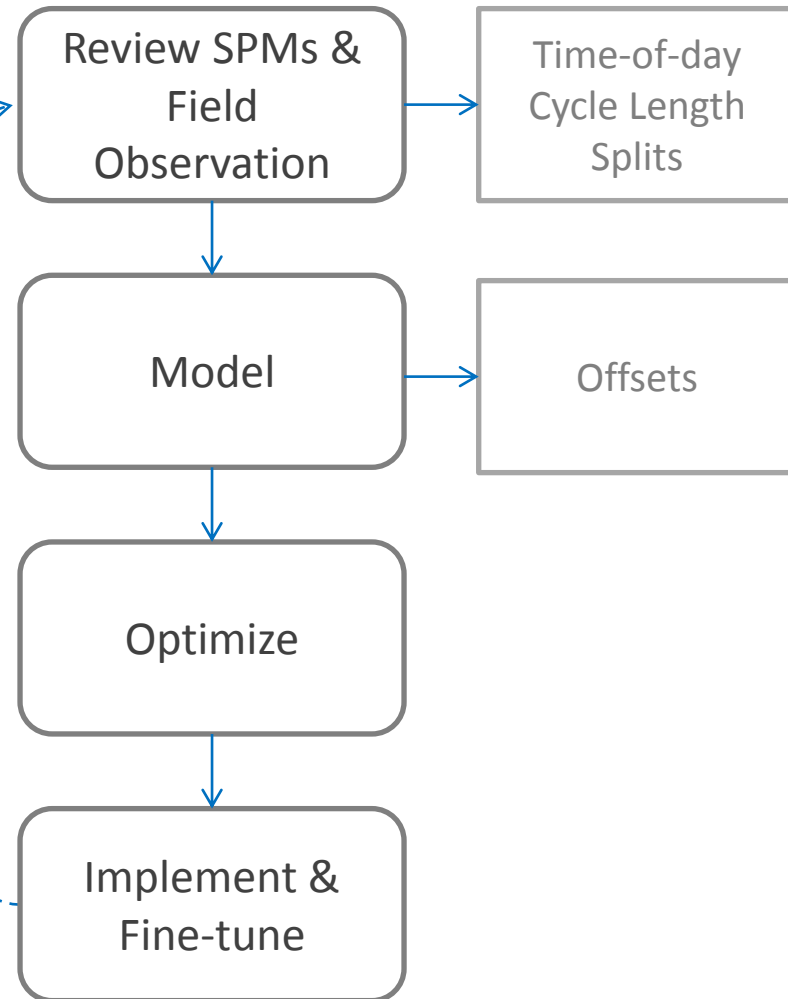 Review SPMs &
Field
Observation
Time-of-day
Cycle Length
Splits
Model
Offsets
Optimize
Implement &
Fine-tune